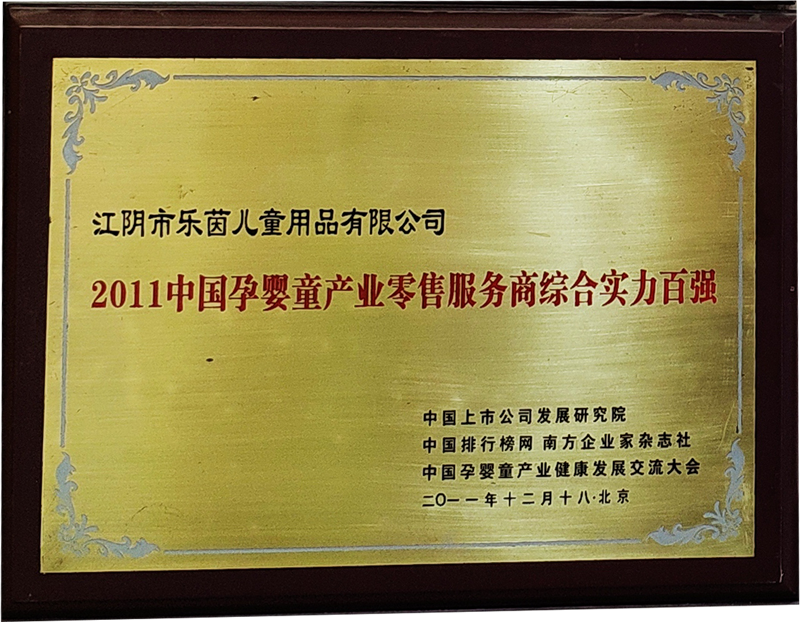 江阴市乐茵儿童用品有限公司
2011中国孕婴童产业零售服务商综合实力百强
中国上市公司发展研究院
中国排行榜网 南方企业家杂志社
中国孕婴童产业健康发展交流大会
二〇一一年十二月十八·北京